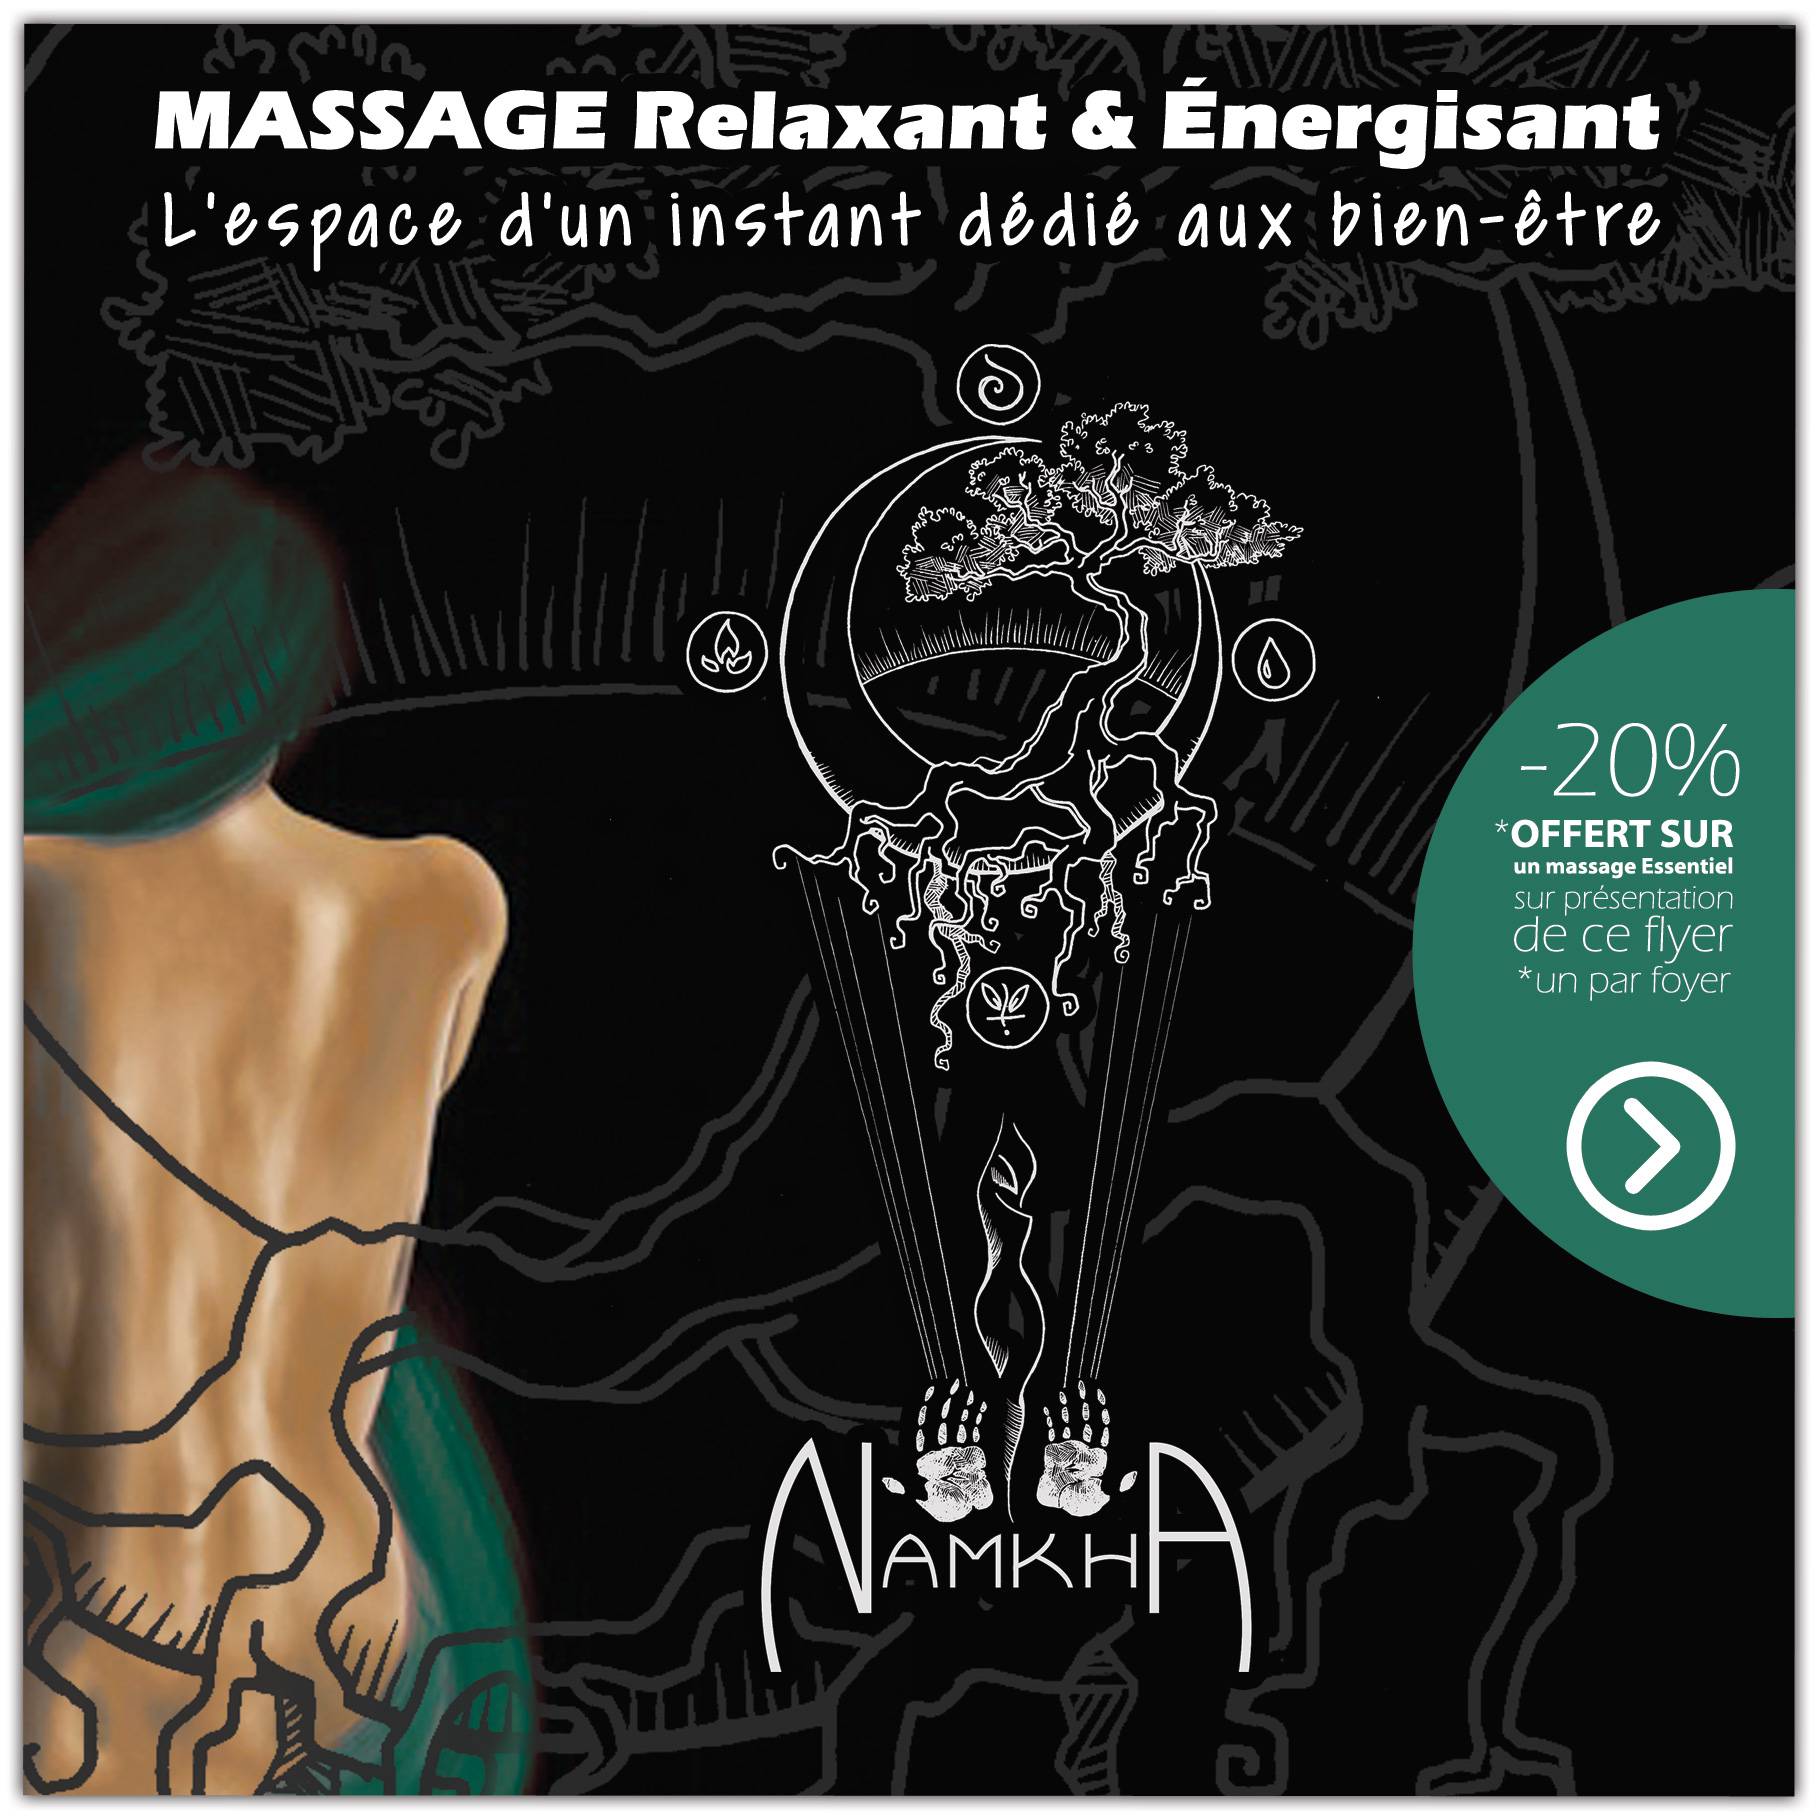 MASSAGE Relaxant & Énergisant
L'espace d'un instant dédié aux bien-être
-20%
*OFFERT SUR
un massage Essentiel
sur présentation
de ce flyer
*un par foyer
NAMKHA